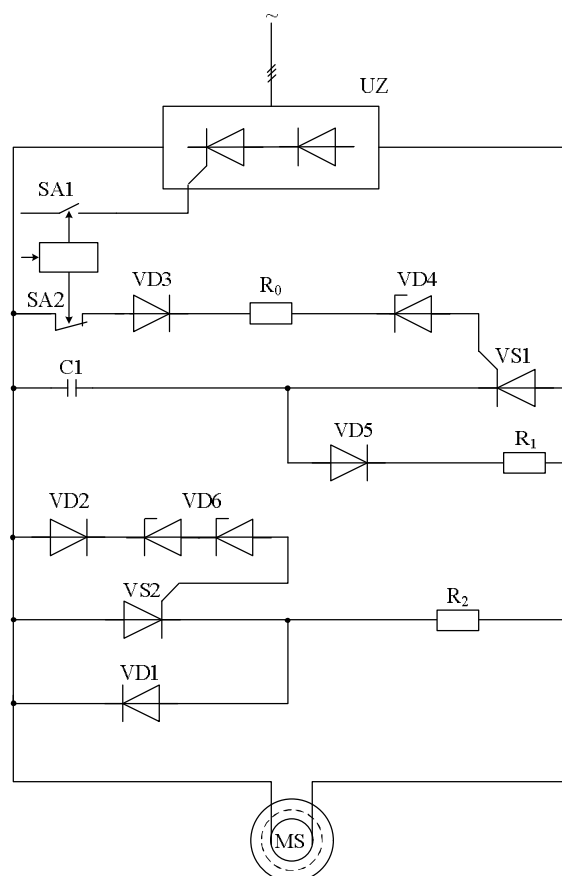 ~
UZ
SA1
SA2
VD3
R₀
VD4
C1
VS1
VD5
R₁
VD2
VD6
VS2
R₂
VD1
MS